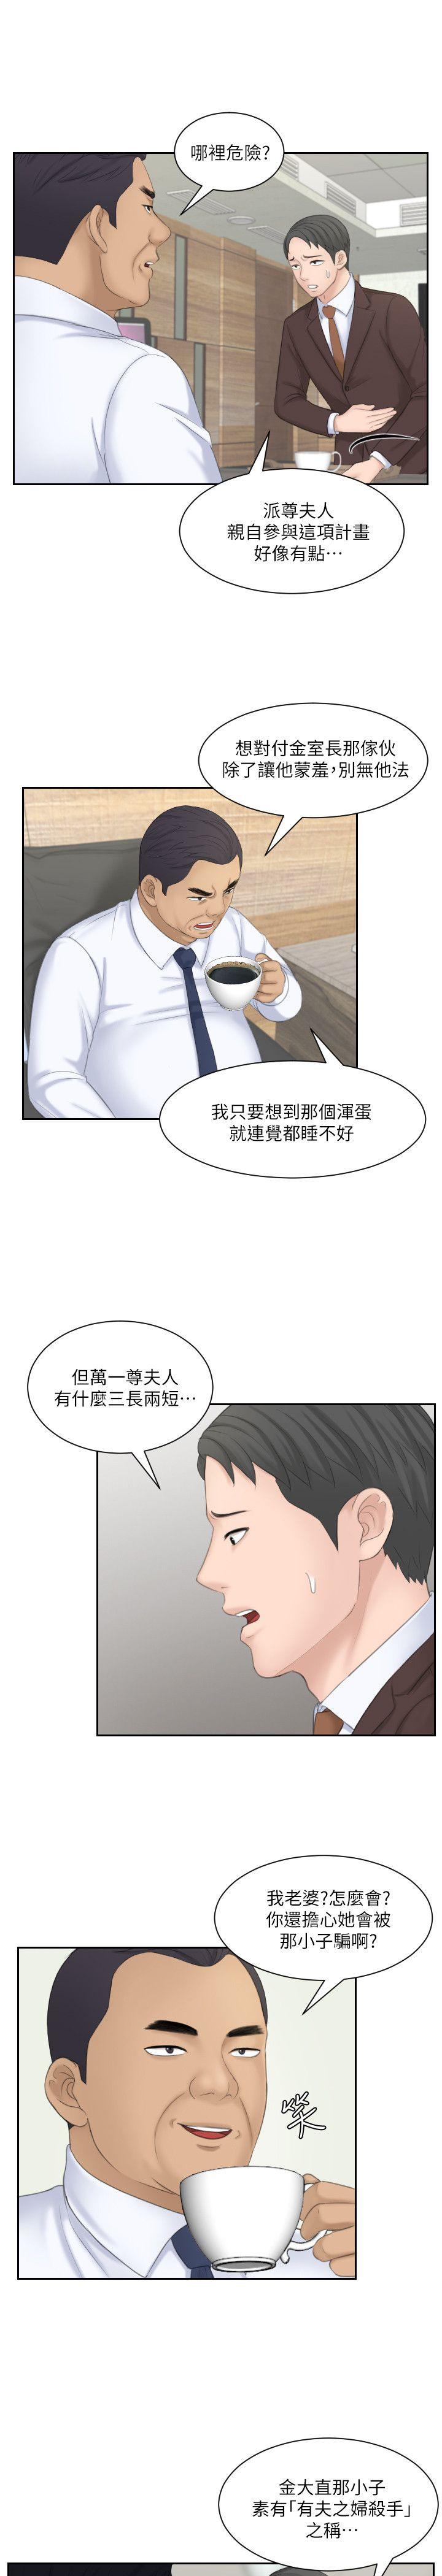 哪裡危險?
派尊夫人
親自參與這項計畫
好像有點…
想對付金室長那傢伙
除了讓他蒙羞,別無他法
我只要想到那個渾蛋
就連覺都睡不好
但萬一尊夫人
有什麼三長兩短…
我老婆?怎麼會?
你還擔心她會被
那小子騙啊?
笑
金大直那小子
素有「有夫之婦殺手」
之稱…